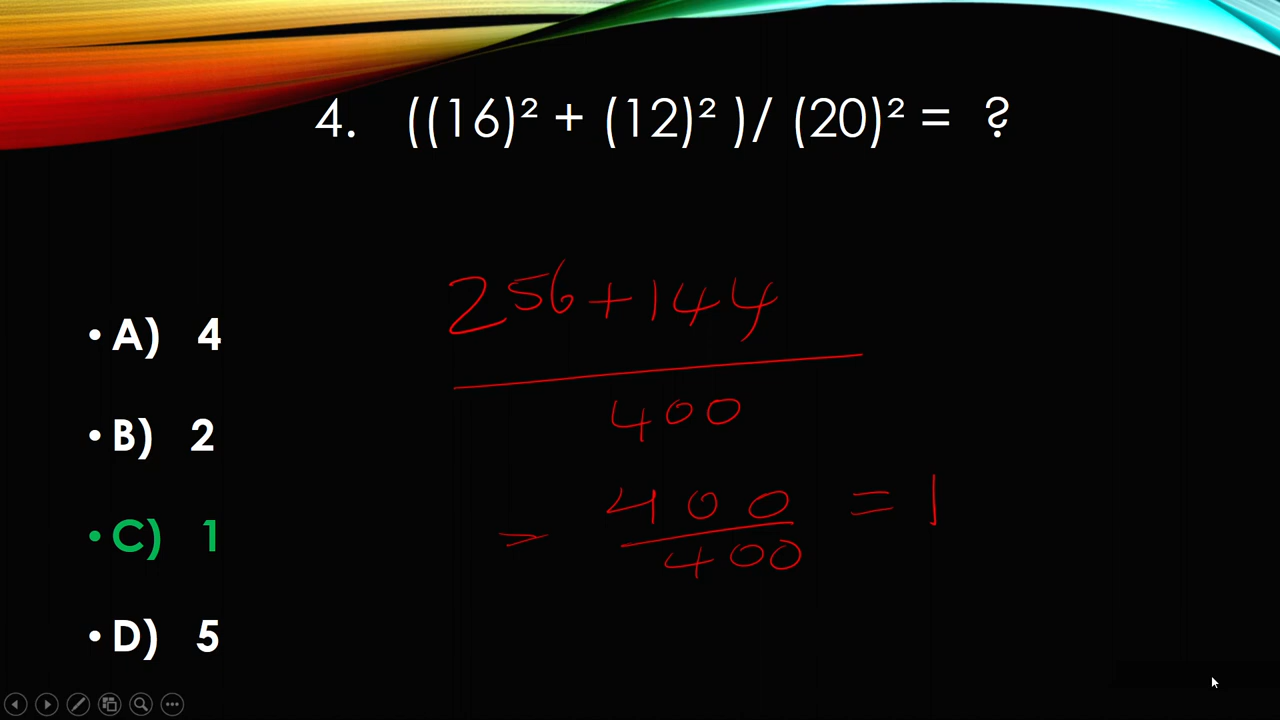 4. ((16)² + (12)² )/ (20)² = ?
256+144
400
= 400 = 1
400
• A) 4
• B) 2
• C) 1
• D) 5